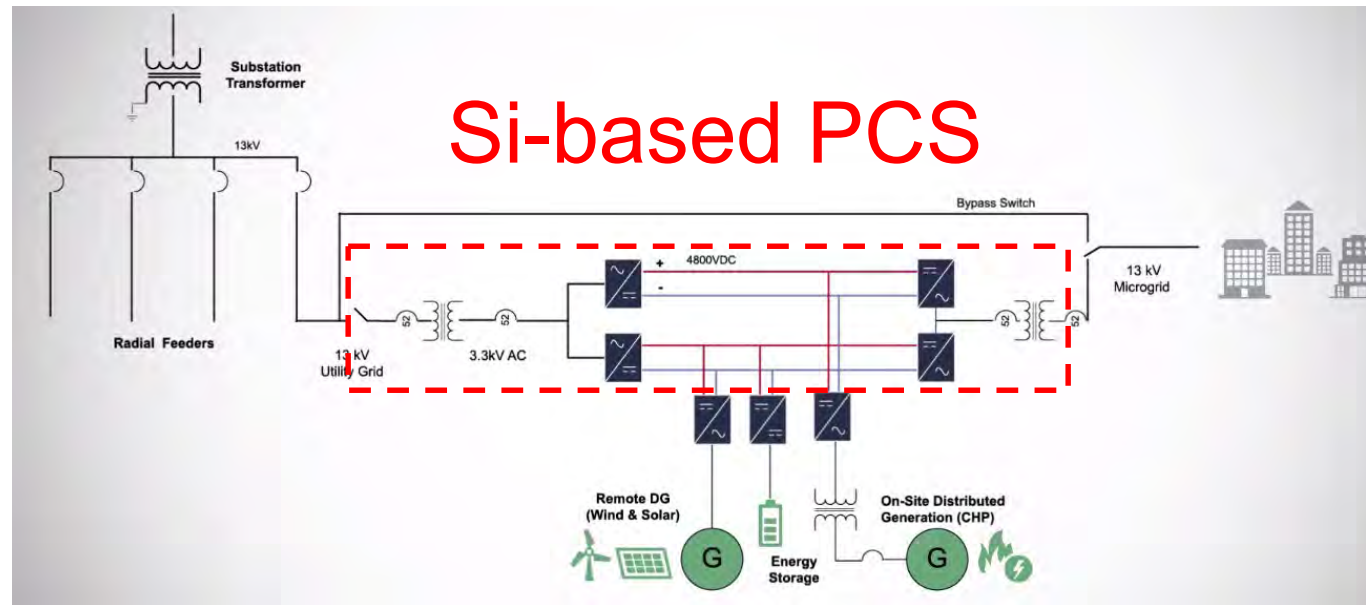 Substation
Transformer
Si-based PCS
13kV
Bypass Switch
+
4800VDC
-
13 kV
Microgrid
52
52
52
52
Radial Feeders
13 kV
Utility Grid
3.3kV AC
Remote DG
(Wind & Solar)
On-Site Distributed
Generation (CHP)
G
G
Energy
Storage